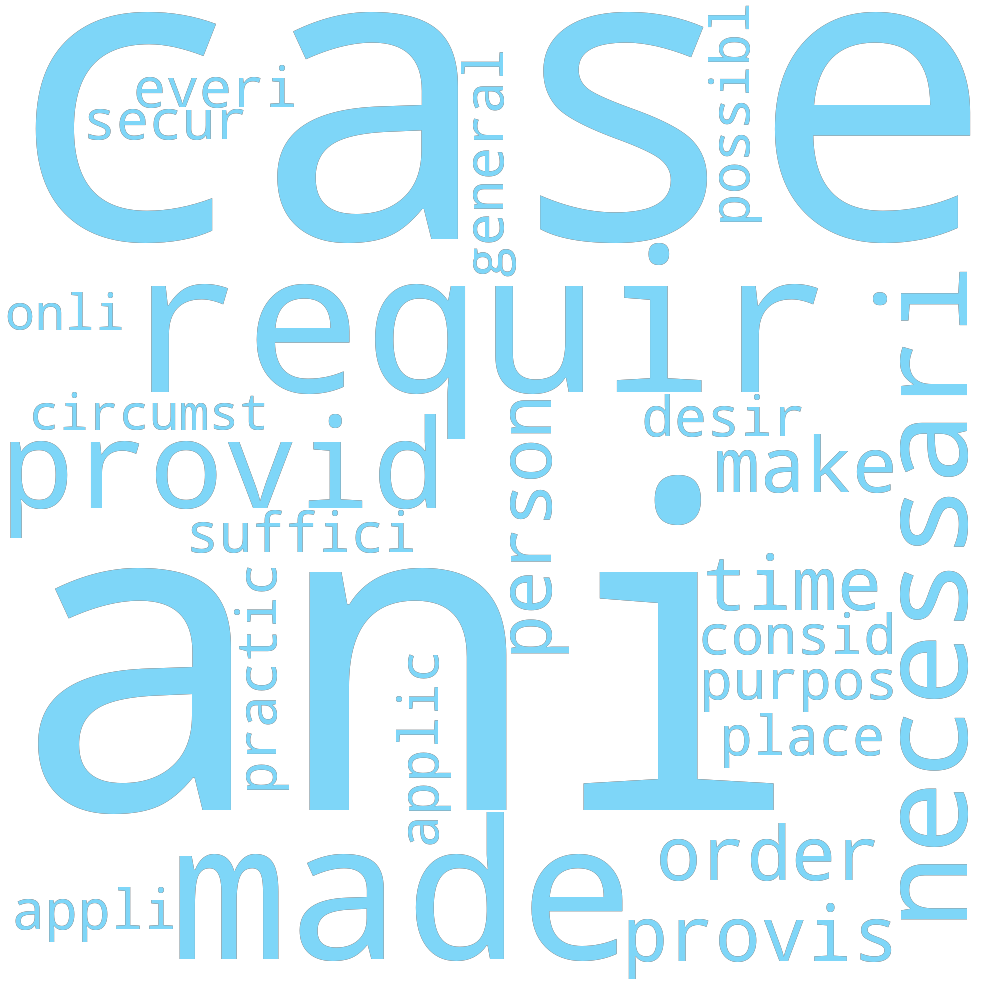 case
everi
secur
general
possibl
requir
onli
necessari
circumst
person
desir
provid
make
suffici
ani
practic
applic
time
consid
purpos
place
made
order
appli
provis